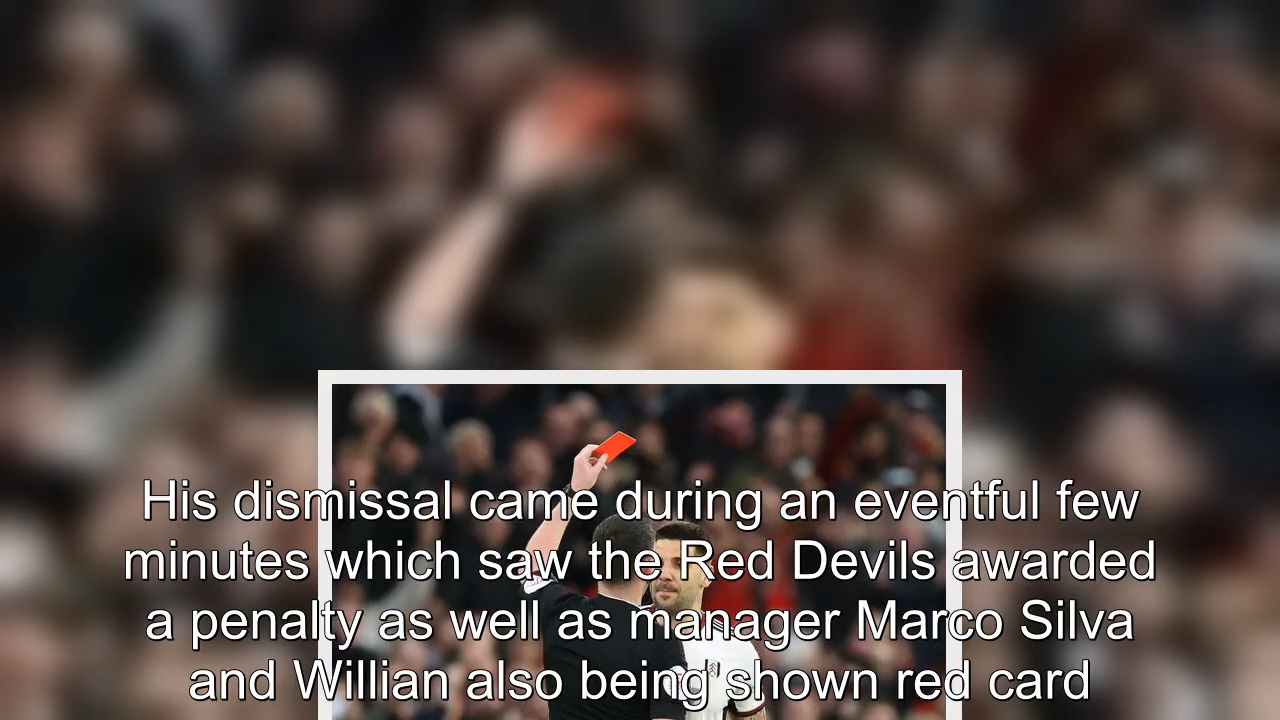 His dismissal came during an eventful few
minutes which saw the Red Devils awarded
a penalty as well as manager Marco Silva
and Willian also being shown red card